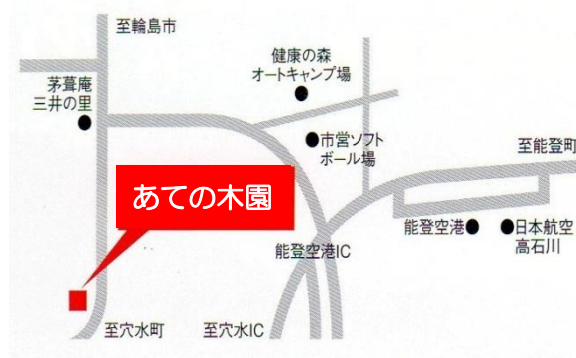 至輪島市
健康の森
オートキャンプ場
茅葺庵
三井の里
市営ソフト
ボール場
至能登町
あての木園
能登空港
日本航空
高石川
能登空港IC
至穴水町
至穴水IC